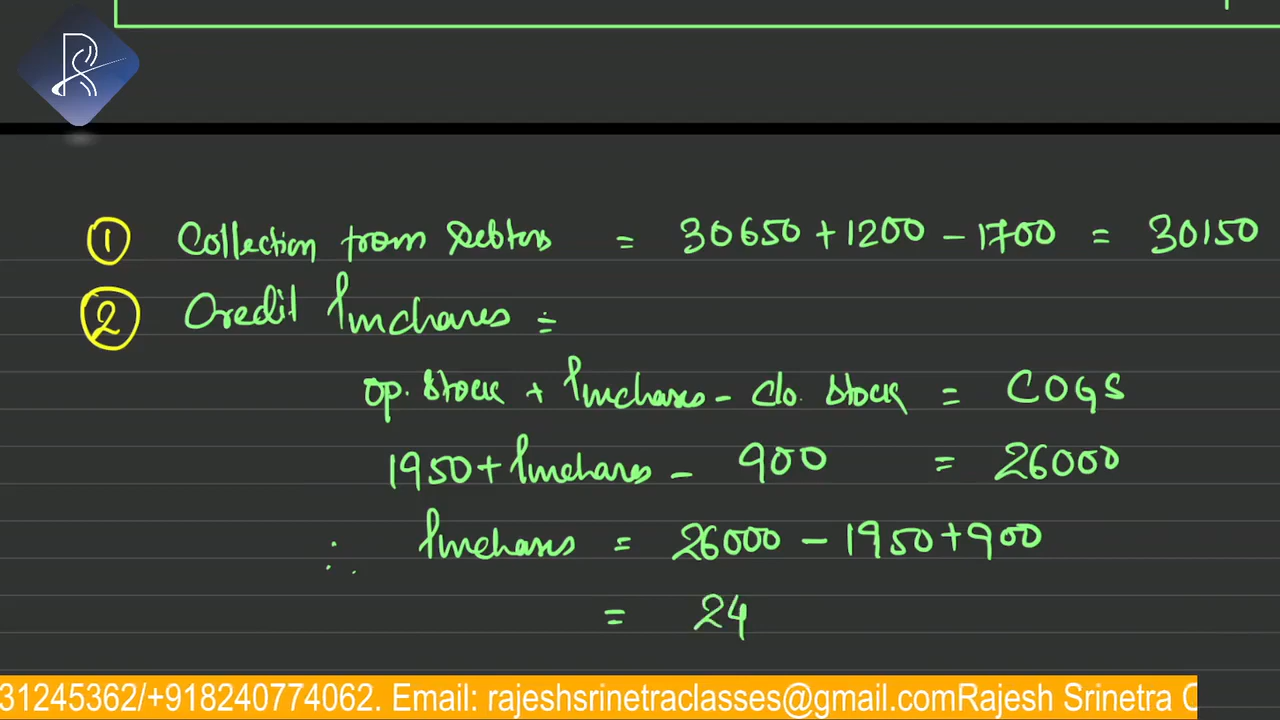 RS
① Collection from Debtors = 30650 + 1200 - 1700 = 30150
② Credit Purchases :-
op. stock + Purchases - clo. stock = COGS
1950 + Purchases - 900 = 26000
∴ Purchases = 26000 - 1950 + 900
= 24
31245362/+918240774062. Email: rajeshsrinetraclasses@gmail.comRajesh Srinetra C